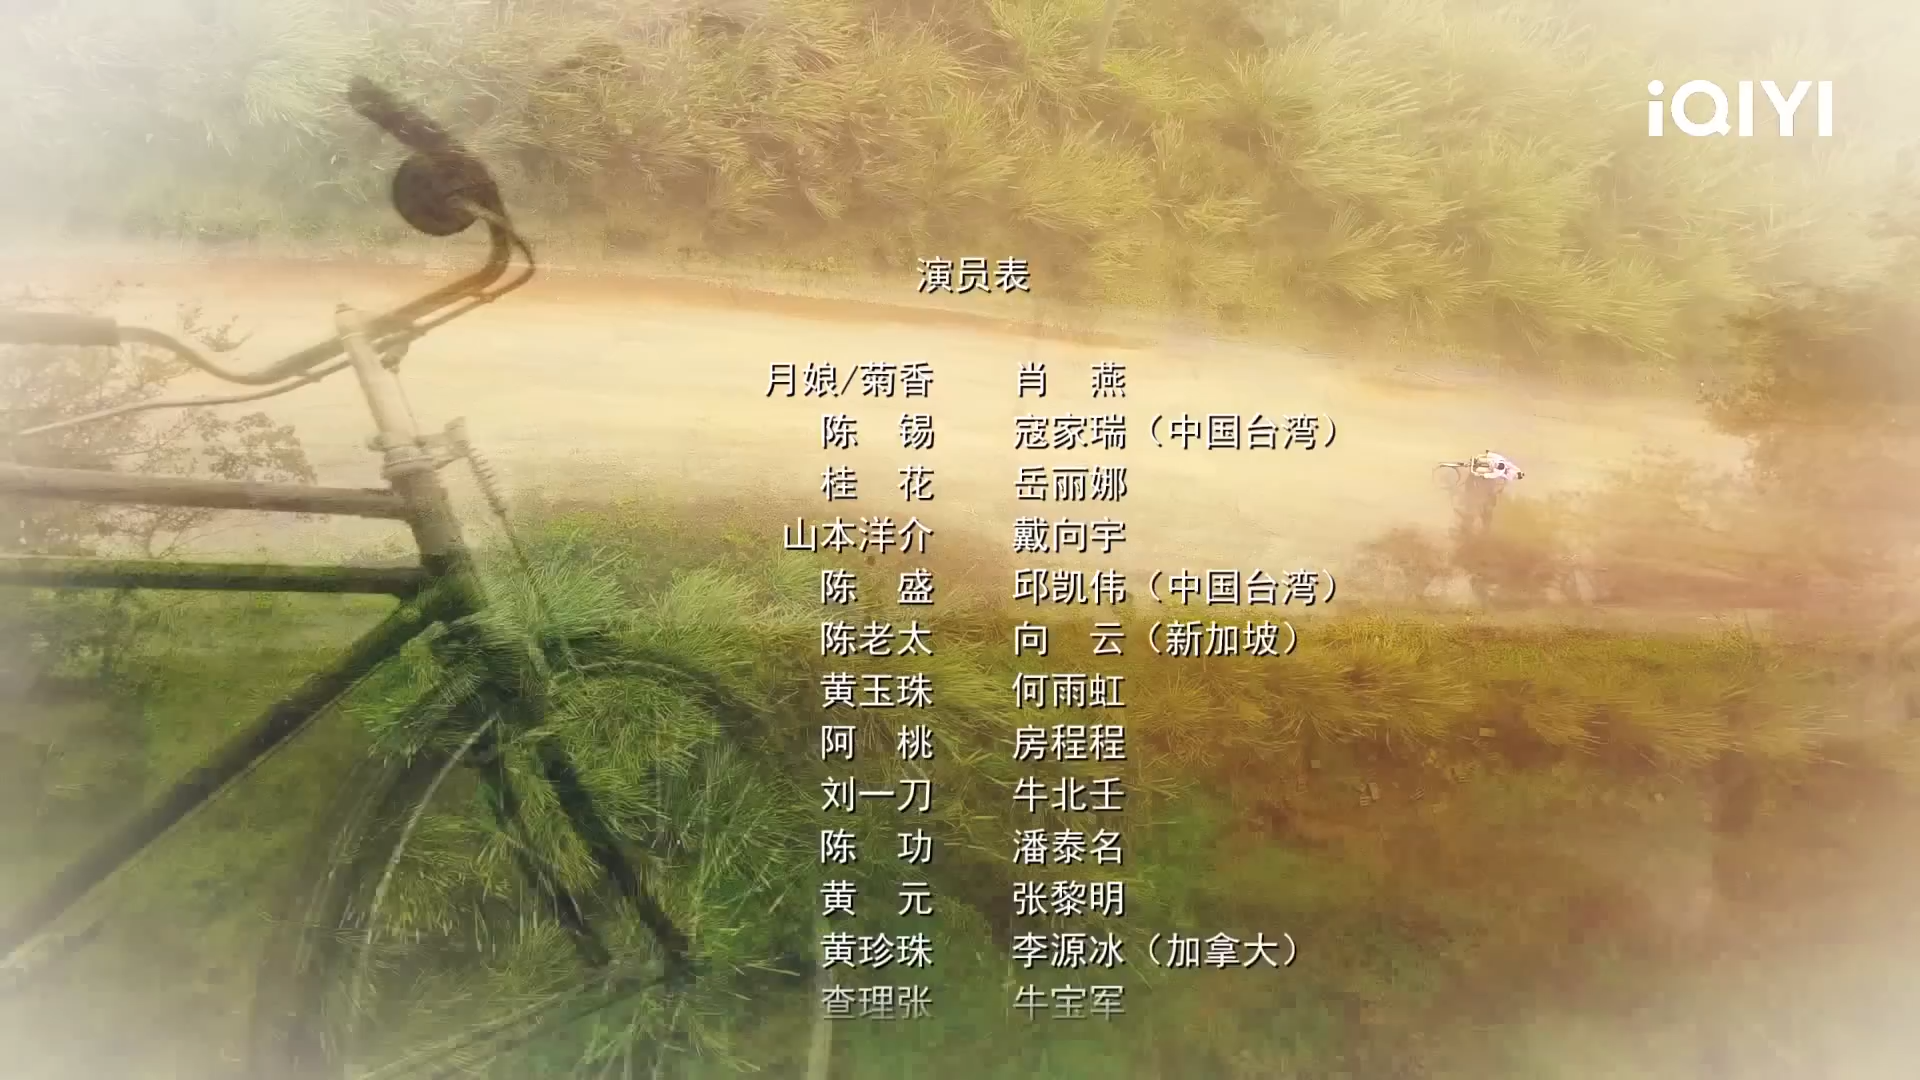 iQIYI
演员表
月娘/菊香 肖 燕
陈 锡 寇家瑞（中国台湾）
桂 花 岳丽娜
山本洋介 戴向宇
陈 盛 邱凯伟（中国台湾）
陈老太 向 云（新加坡）
黄玉珠 何雨虹
阿 桃 房程程
刘一刀 牛北壬
陈 功 潘泰名
黄 元 张黎明
黄珍珠 李源冰（加拿大）
查理张 牛宝军